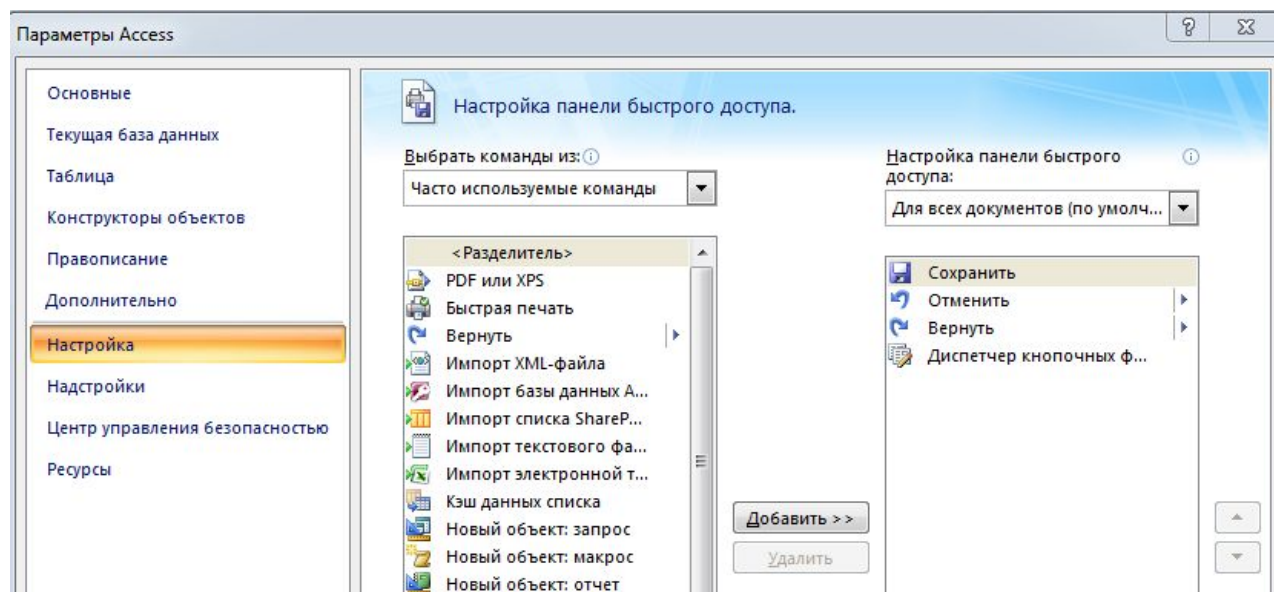 Параметры Access
Основные
Текущая база данных
Таблица
Конструкторы объектов
Правописание
Дополнительно
Настройка
Надстройки
Центр управления безопасностью
Ресурсы
Настройка панели быстрого доступа.
Выбрать команды из:
Часто используемые команды
<Разделитель>
PDF или XPS
Быстрая печать
Вернуть
Импорт XML-файла
Импорт базы данных A...
Импорт списка ShareP...
Импорт текстового фа...
Импорт электронной т...
Кэш данных списка
Новый объект: запрос
Новый объект: макрос
Новый объект: отчет
Добавить >>
Удалить
Настройка панели быстрого
доступа:
Для всех документов (по умолч...
Сохранить
Отменить
Вернуть
Диспетчер кнопочных ф...